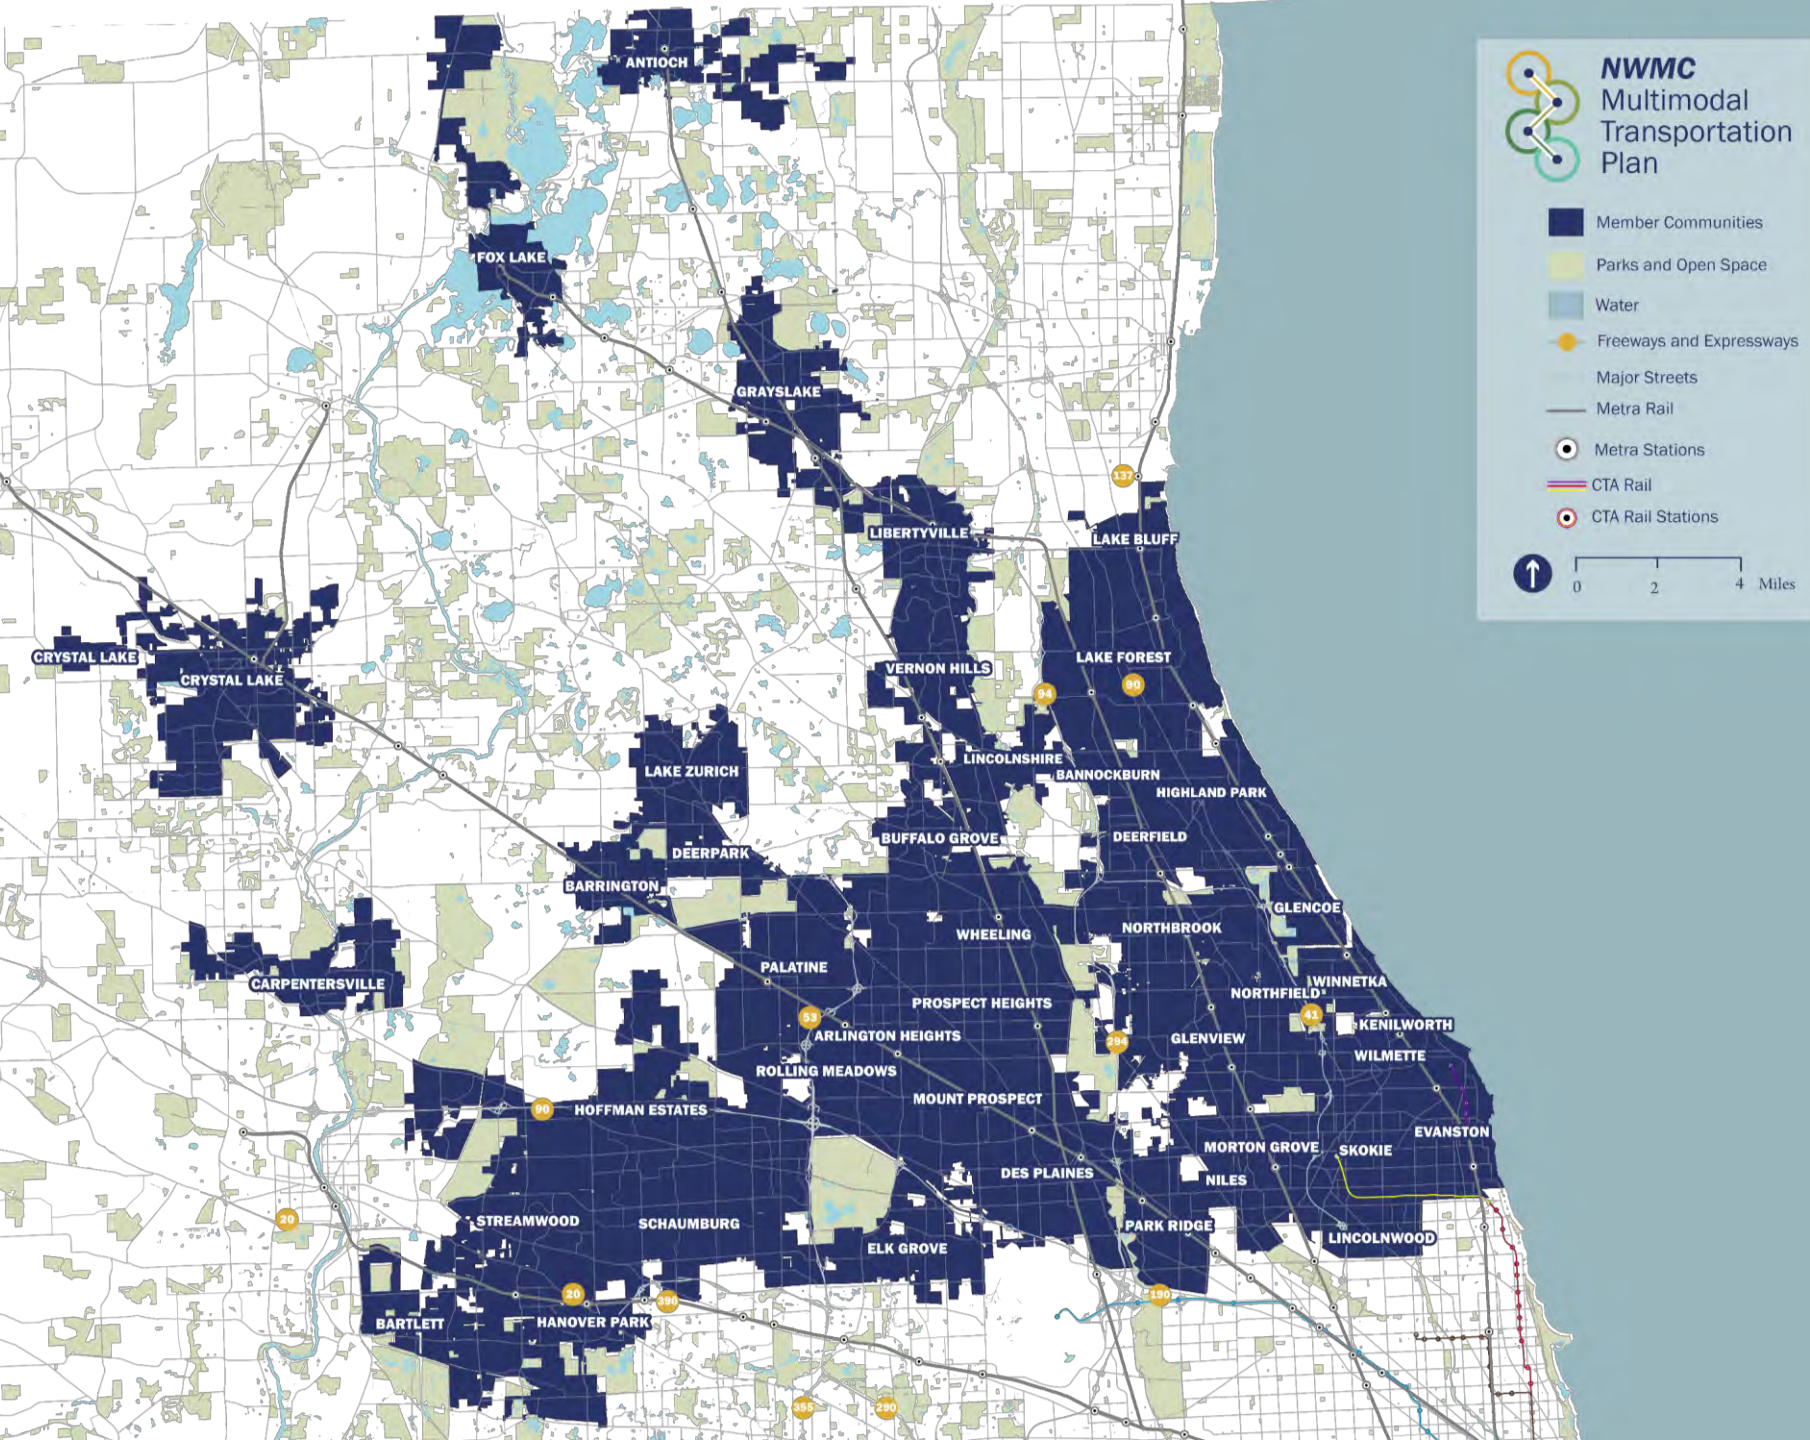 NWMC
Multimodal
Transportation
Plan
Member Communities
Parks and Open Space
Water
Freeways and Expressways
Major Streets
Metra Rail
Metra Stations
CTA Rail
CTA Rail Stations
0 2 4 Miles
ANTIOCH
FOX LAKE
GRAYSLAKE
137
LIBERTYVILLE
LAKE BLUFF
CRYSTAL LAKE
CRYSTAL LAKE
VERNON HILLS
LAKE FOREST
94
90
LAKE ZURICH
LINCOLNSHIRE
BANNOCKBURN
HIGHLAND PARK
BUFFALO GROVE
DEERFIELD
DEERPARK
BARRINGTON
GLENCOE
WHEELING
NORTHBROOK
PALATINE
CARPENTERSVILLE
WINNETKA
NORTHFIELD
PROSPECT HEIGHTS
53
41
KENILWORTH
ARLINGTON HEIGHTS
294
GLENVIEW
WILMETTE
ROLLING MEADOWS
MOUNT PROSPECT
90
HOFFMAN ESTATES
EVANSTON
MORTON GROVE
SKOKIE
DES PLAINES
NILES
20
STREAMWOOD
SCHAUMBURG
PARK RIDGE
LINCOLNWOOD
ELK GROVE
20
390
190
BARTLETT
HANOVER PARK
355
290